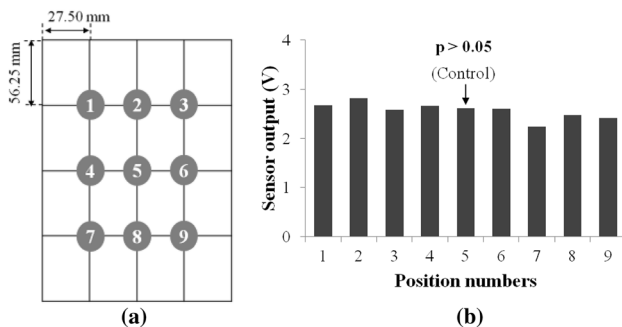 27.50 mm
(a)
56.25 mm
1 2 3
4 5 6
7 8 9
(a)
(b)
4
3
2
1
0
Sensor output (V)
p > 0.05
(Control)
1 2 3 4 5 6 7 8 9
Position numbers
(b)